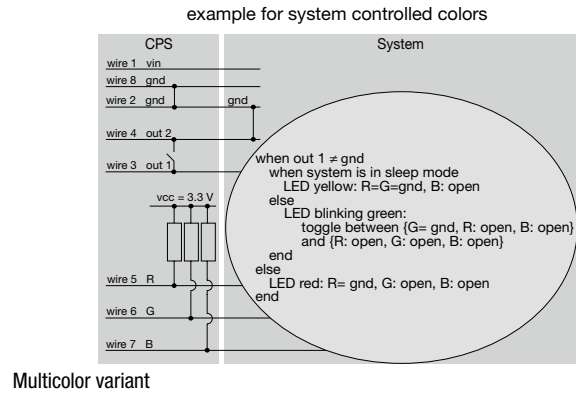 example for system controlled colors
CPS
System
wire 1 vin
wire 8 gnd
wire 2 gnd
gnd
wire 4 out 2
wire 3 out 1
when out 1 ≠ gnd
when system is in sleep mode
LED yellow: R=G=gnd, B: open
else
LED blinking green:
toggle between {G= gnd, R: open, B: open}
and {R: open, G: open, B: open}
end
else
LED red: R= gnd, G: open, B: open
end
vcc = 3.3 V
wire 5 R
wire 6 G
wire 7 B
Multicolor variant